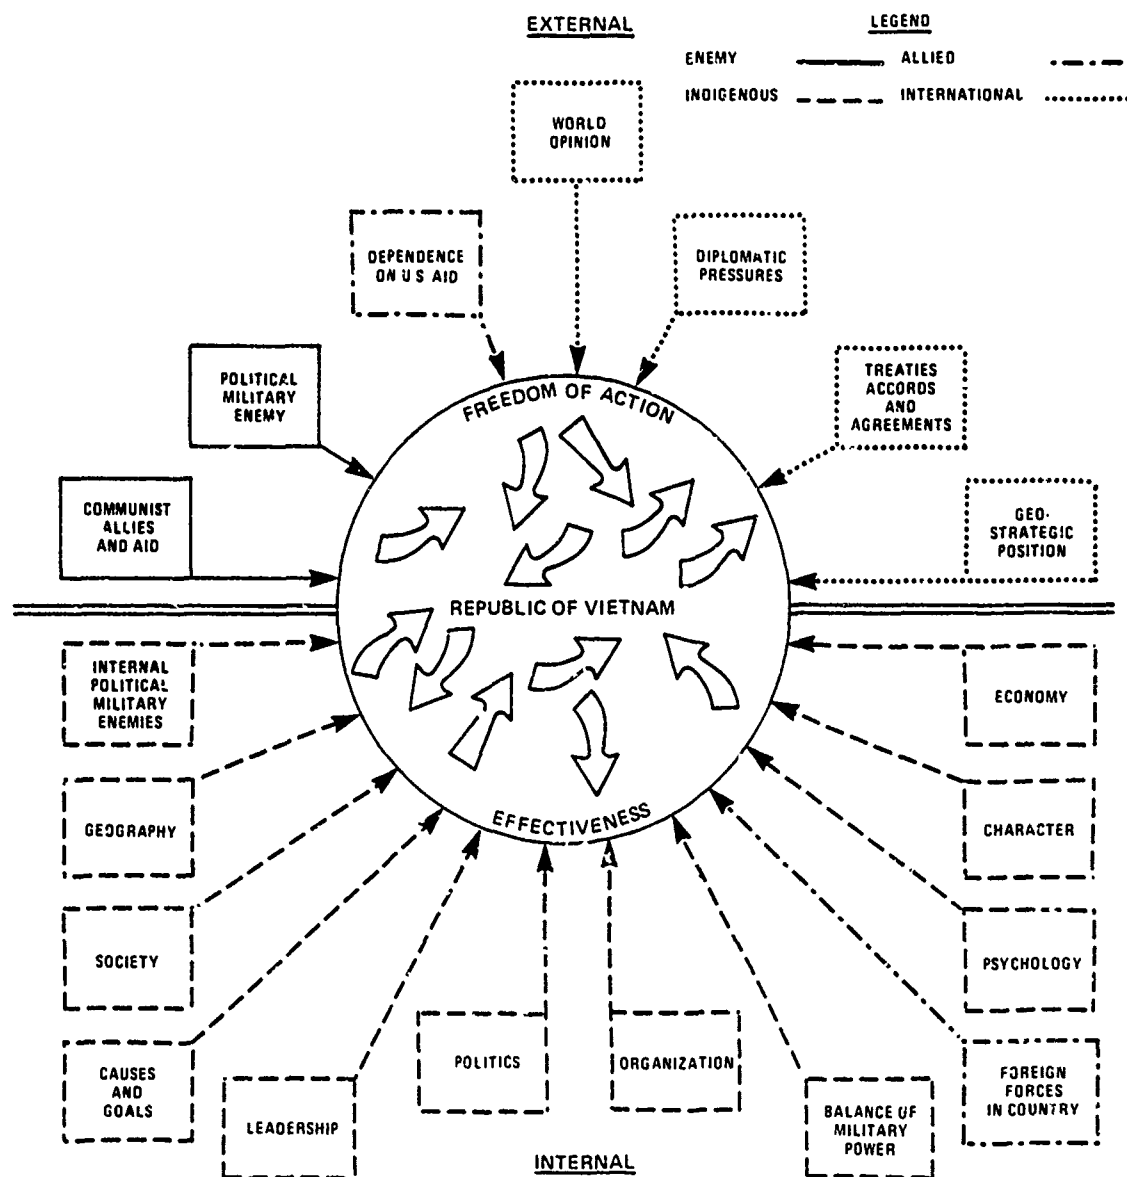 EXTERNAL
LEGEND
ENEMY
ALLIED
INDIGENOUS
INTERNATIONAL
WORLD
OPINION
DEPENDENCE
ON U S AID
DIPLOMATIC
PRESSURES
POLITICAL
MILITARY
ENEMY
TREATIES
ACCORDS
AND
AGREEMENTS
COMMUNIST
ALLIES
AND AID
GEO-
STRATEGIC
POSITION
FREEDOM OF ACTION
REPUBLIC OF VIETNAM
EFFECTIVENESS
INTERNAL
POLITICAL
MILITARY
ENEMIES
ECONOMY
GEOGRAPHY
CHARACTER
SOCIETY
PSYCHOLOGY
CAUSES
AND
GOALS
LEADERSHIP
POLITICS
ORGANIZATION
BALANCE OF
MILITARY
POWER
FOREIGN
FORCES
IN COUNTRY
INTERNAL